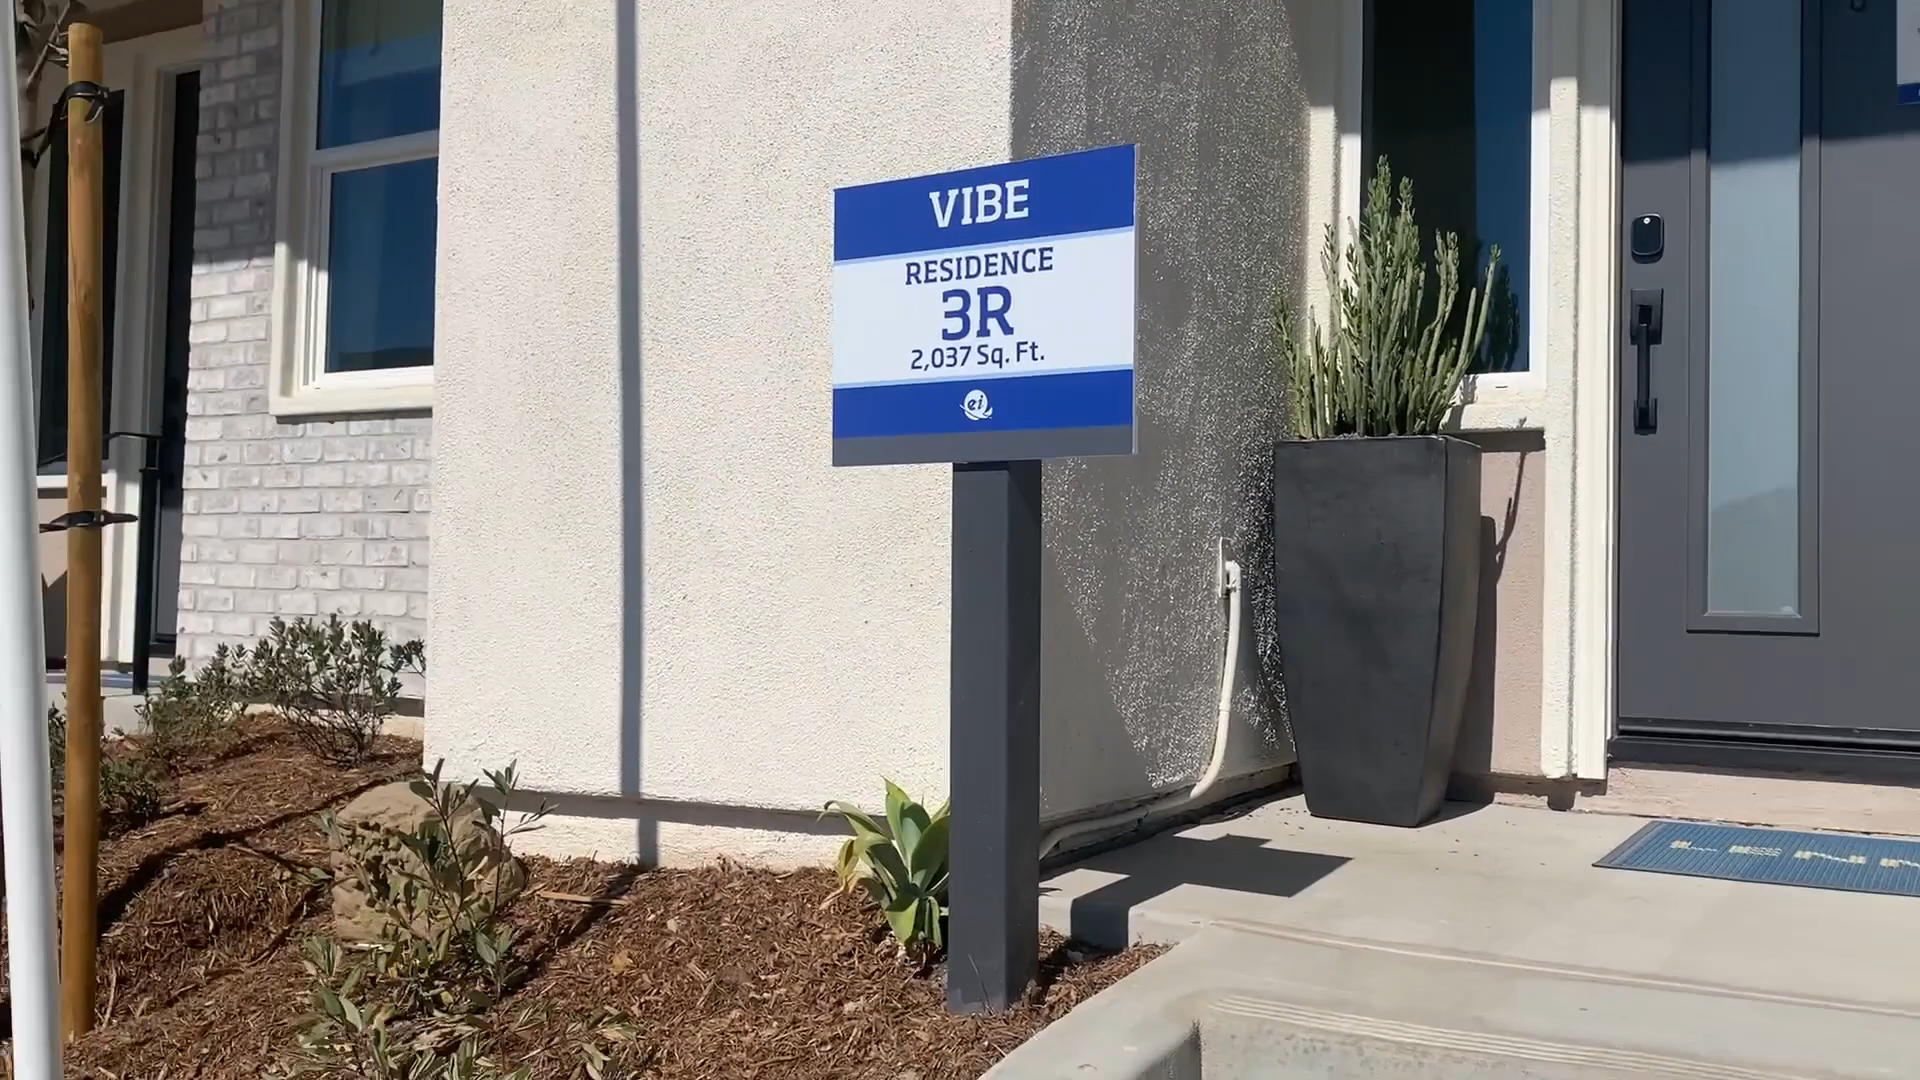 VIBE
RESIDENCE
3R
2,037 Sq. Ft.
ei